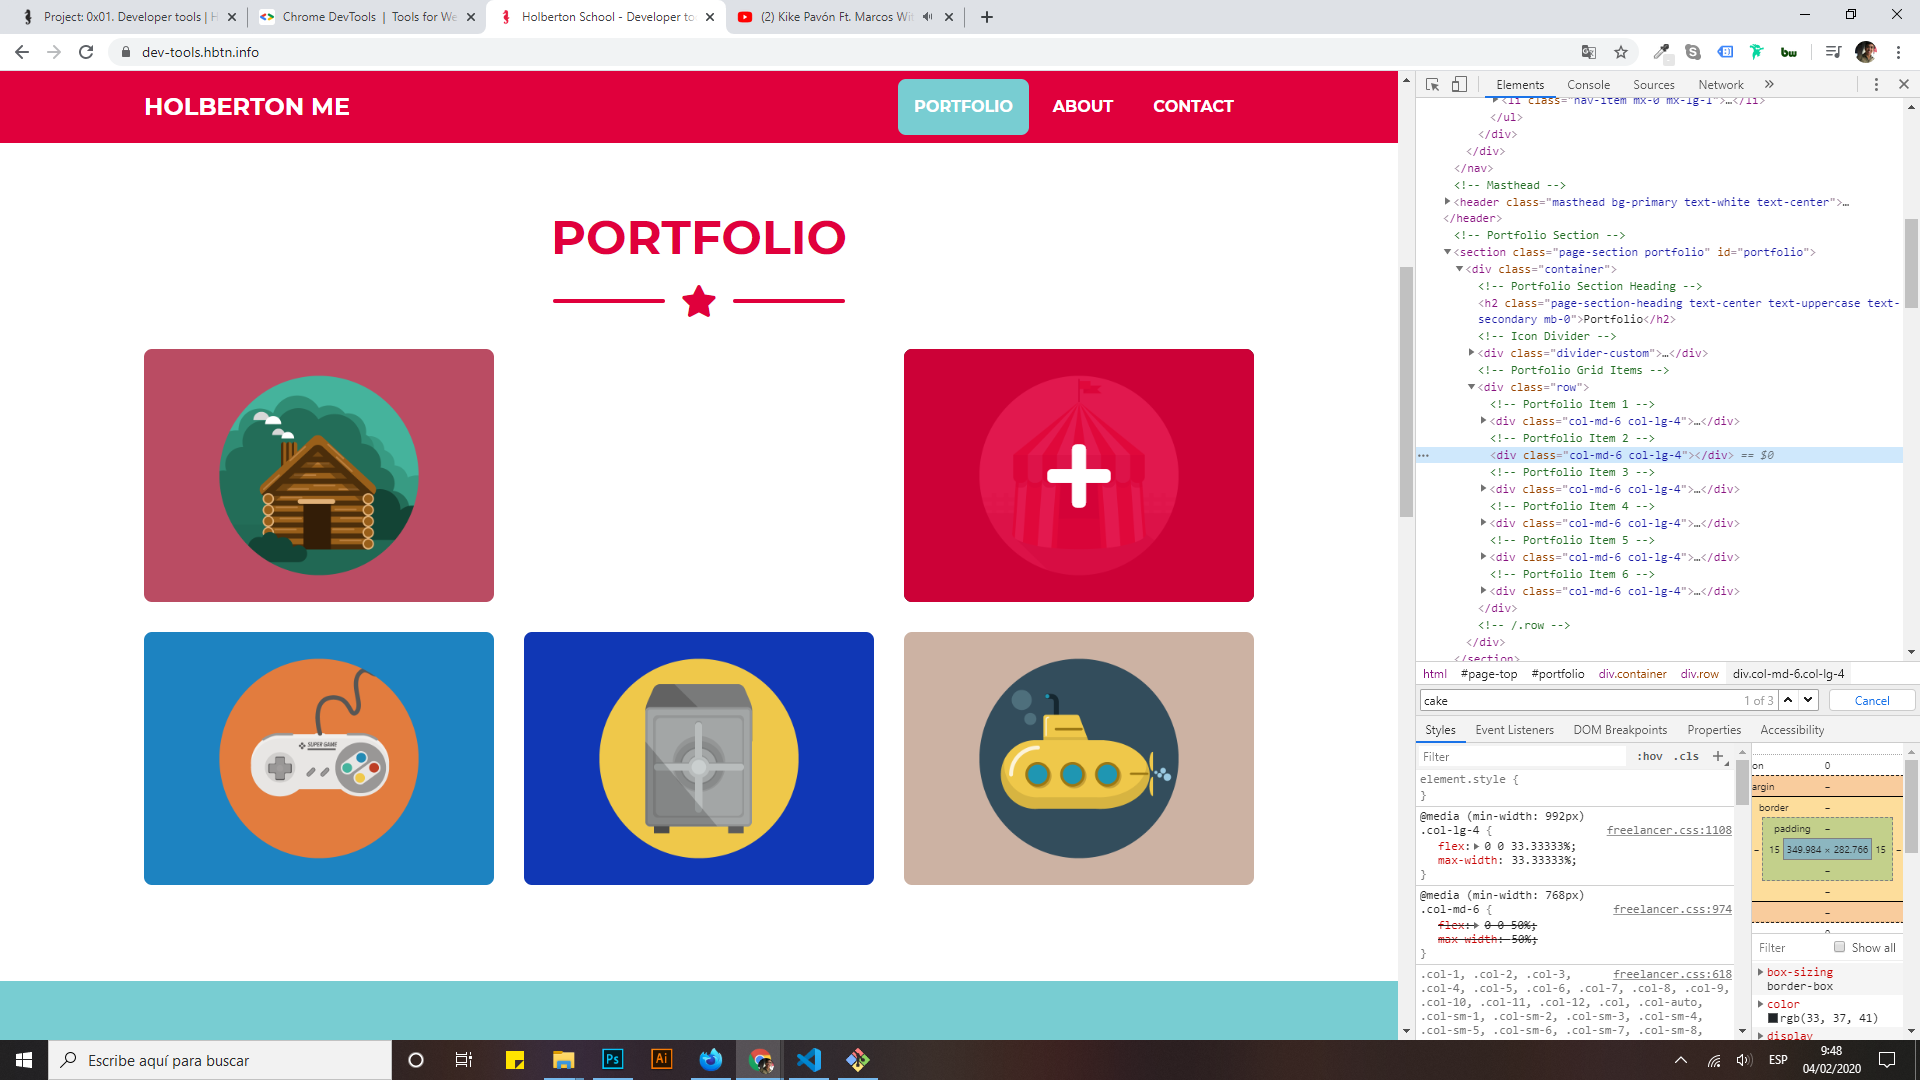 Project: 0x01. Developer tools | H
Chrome DevTools | Tools for We
Holberton School - Developer to
(2) Kike Pavón Ft. Marcos Wit
dev-tools.hbtn.info
HOLBERTON ME
PORTFOLIO
ABOUT
CONTACT
PORTFOLIO
SUPER GAME
Elements
Console
Sources
Network
<li class="nav-item mx-0 mx-lg-1">…</li>
</ul>
</div>
</div>
</nav>
<!-- Masthead -->
<header class="masthead bg-primary text-white text-center">…
</header>
<!-- Portfolio Section -->
<section class="page-section portfolio" id="portfolio">
<div class="container">
<!-- Portfolio Section Heading -->
<h2 class="page-section-heading text-center text-uppercase text-
secondary mb-0">Portfolio</h2>
<!-- Icon Divider -->
<div class="divider-custom">…</div>
<!-- Portfolio Grid Items -->
<div class="row">
<!-- Portfolio Item 1 -->
<div class="col-md-6 col-lg-4">…</div>
<!-- Portfolio Item 2 -->
… <div class="col-md-6 col-lg-4"></div> == $0
<!-- Portfolio Item 3 -->
<div class="col-md-6 col-lg-4">…</div>
<!-- Portfolio Item 4 -->
<div class="col-md-6 col-lg-4">…</div>
<!-- Portfolio Item 5 -->
<div class="col-md-6 col-lg-4">…</div>
<!-- Portfolio Item 6 -->
<div class="col-md-6 col-lg-4">…</div>
</div>
<!-- /.row -->
</div>
</section>
html #page-top #portfolio div.container div.row div.col-md-6.col-lg-4
cake 1 of 3 Cancel
Styles Event Listeners DOM Breakpoints Properties Accessibility
Filter :hov .cls +
element.style {
}
@media (min-width: 992px)
.col-lg-4 { freelancer.css:1108
flex: 0 0 33.33333%;
max-width: 33.33333%;
}
@media (min-width: 768px)
.col-md-6 { freelancer.css:974
flex: 0 0 50%;
max-width: 50%;
}
.col-1, .col-2, .col-3, freelancer.css:618
.col-4, .col-5, .col-6, .col-7, .col-8, .col-9,
.col-10, .col-11, .col-12, .col, .col-auto,
.col-sm-1, .col-sm-2, .col-sm-3, .col-sm-4,
.col-sm-5, .col-sm-6, .col-sm-7, .col-sm-8,
on 0
argin –
border –
padding –
– 15 349.984 × 282.766 15 –
–
–
–
Filter Show all
box-sizing
border-box
color
rgb(33, 37, 41)
display
Escribe aquí para buscar
Ps
Ai
ESP
9:48
04/02/2020
bw